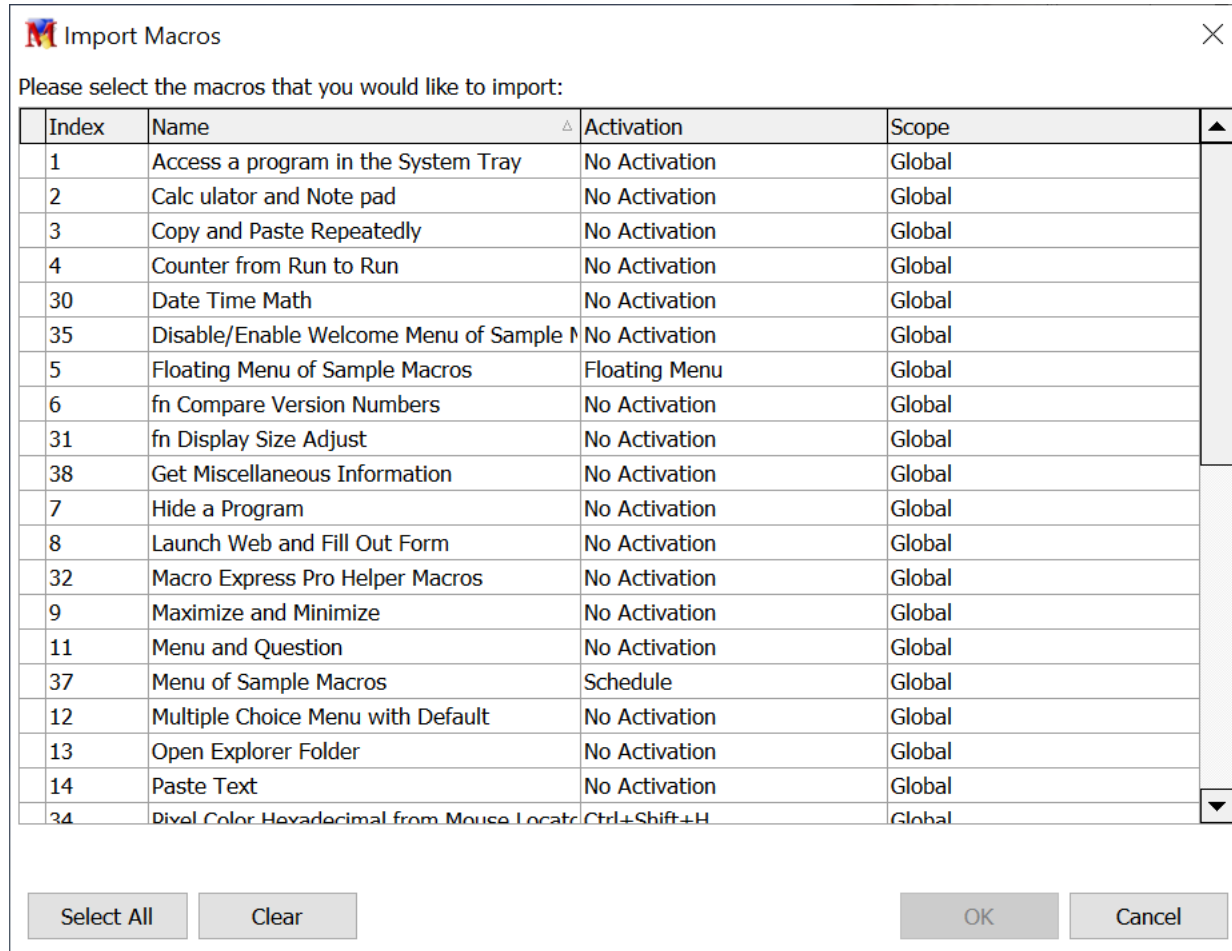 Import Macros
Please select the macros that you would like to import:
Index Name Activation Scope
1 Access a program in the System Tray No Activation Global
2 Calc ulator and Note pad No Activation Global
3 Copy and Paste Repeatedly No Activation Global
4 Counter from Run to Run No Activation Global
30 Date Time Math No Activation Global
35 Disable/Enable Welcome Menu of Sample No Activation Global
5 Floating Menu of Sample Macros Floating Menu Global
6 fn Compare Version Numbers No Activation Global
31 fn Display Size Adjust No Activation Global
38 Get Miscellaneous Information No Activation Global
7 Hide a Program No Activation Global
8 Launch Web and Fill Out Form No Activation Global
32 Macro Express Pro Helper Macros No Activation Global
9 Maximize and Minimize No Activation Global
11 Menu and Question No Activation Global
37 Menu of Sample Macros Schedule Global
12 Multiple Choice Menu with Default No Activation Global
13 Open Explorer Folder No Activation Global
14 Paste Text No Activation Global
34 Pixel Color Hexadecimal from Mouse Ctrl+Shift+H Global
Select All Clear OK Cancel